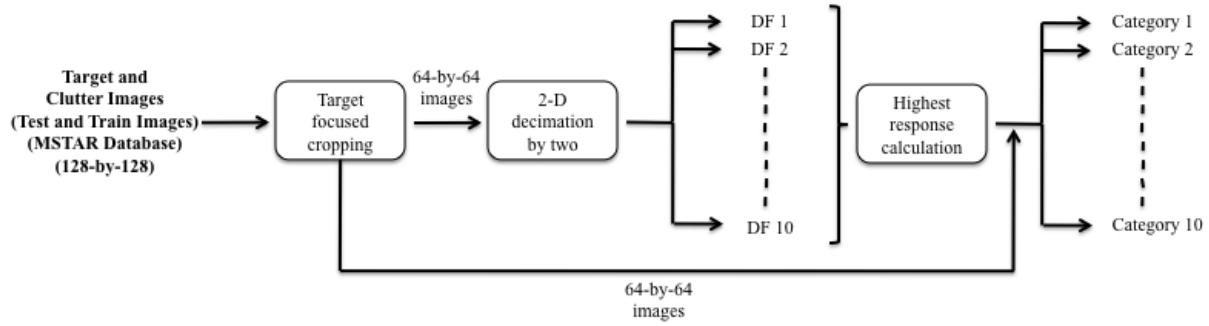 Target and
Clutter Images
(Test and Train Images)
(MSTAR Database)
(128-by-128)
Target
focused
cropping
64-by-64
images
2-D
decimation
by two
DF 1
DF 2
DF 10
Highest
response
calculation
Category 1
Category 2
Category 10
64-by-64
images